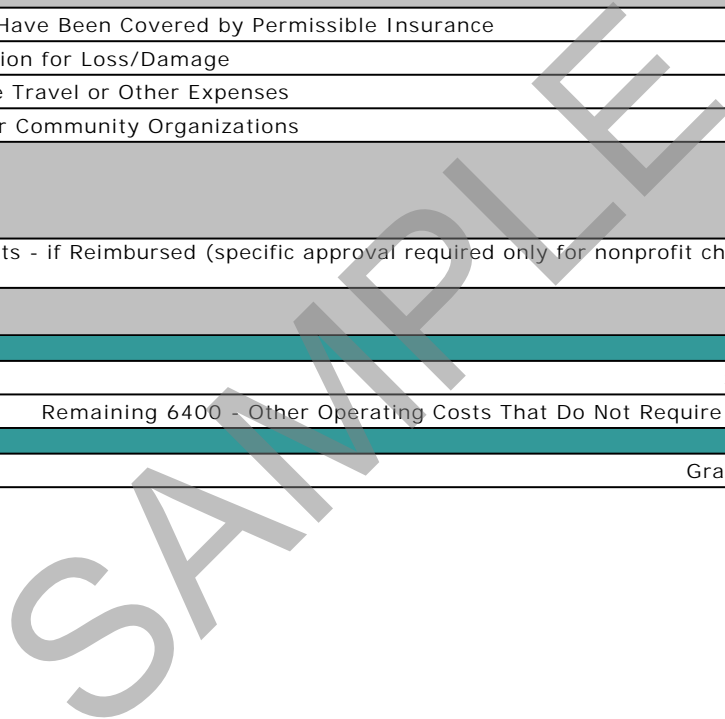 Have Been Covered by Permissible Insurance
ion for Loss/Damage
e Travel or Other Expenses
r Community Organizations
ts - if Reimbursed (specific approval required only for nonprofit ch
Remaining 6400 - Other Operating Costs That Do Not Require
Gra
SAMPLE